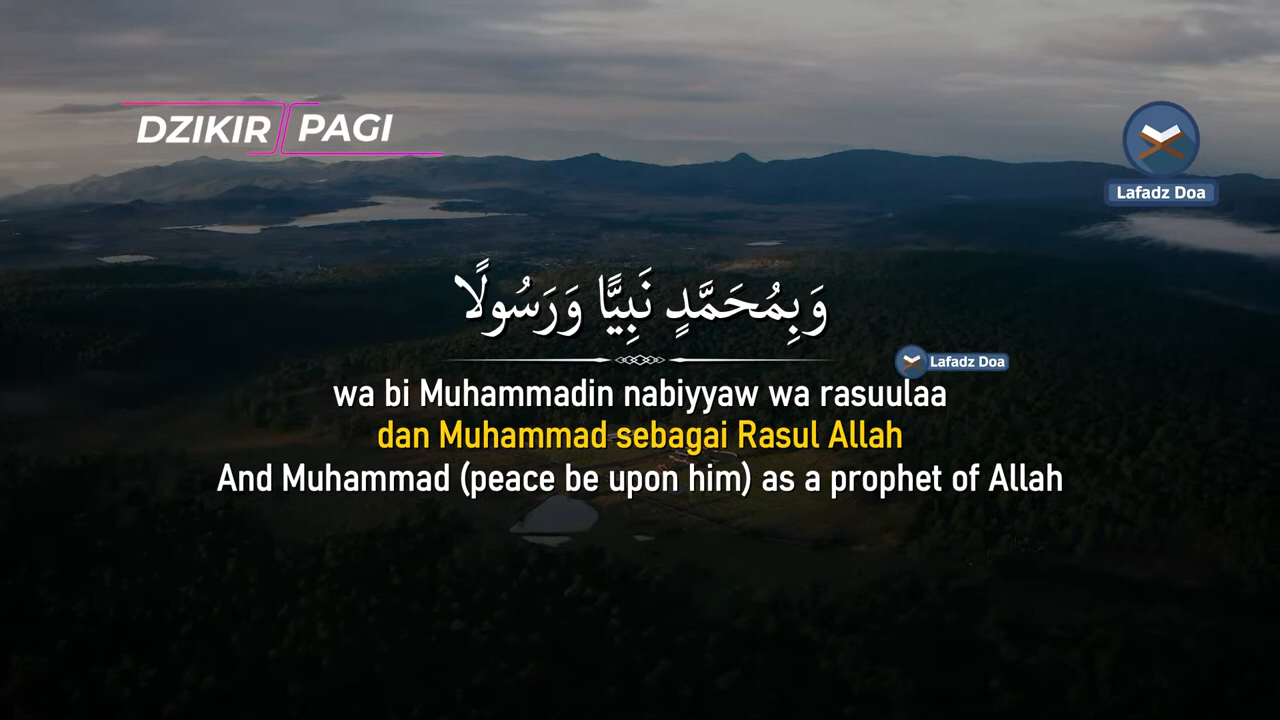 DZIKIR PAGI
Lafadz Doa
وَبِمُحَمَّدٍ نَبِيًّا وَرَسُولًا
Lafadz Doa
wa bi Muhammadin nabiyyaw wa rasuulaa
dan Muhammad sebagai Rasul Allah
And Muhammad (peace be upon him) as a prophet of Allah